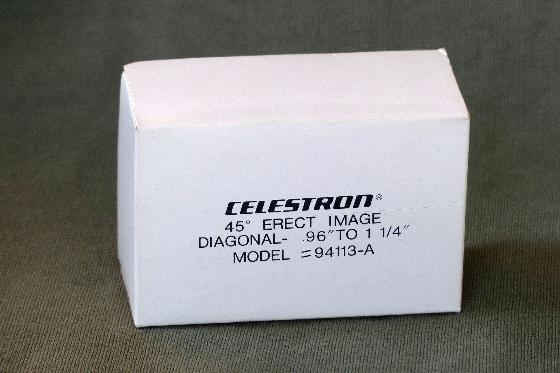 CELESTRON®
45° ERECT IMAGE
DIAGONAL- .96" TO 1 1/4"
MODEL =94113-A